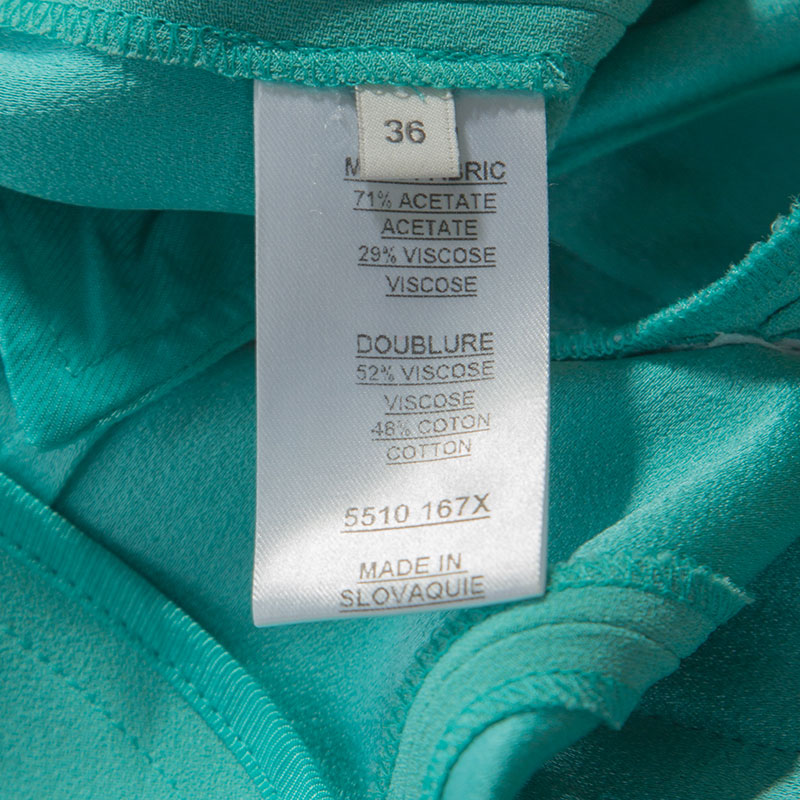 36
71% ACETATE
ACETATE
29% VISCOSE
VISCOSE
DOUBLURE
52% VISCOSE
VISCOSE
48% COTON
COTTON
5510 167X
MADE IN
SLOVAQUIE